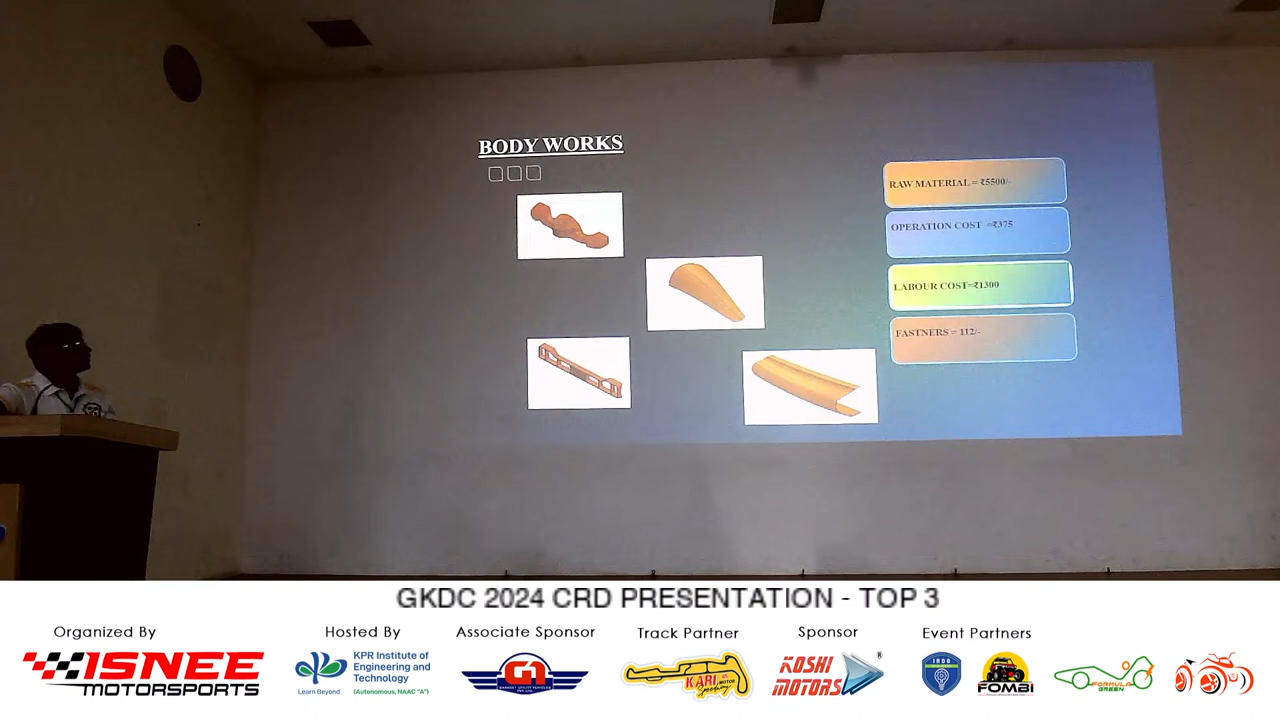 BODY WORKS
RAW MATERIAL = ₹5500/-
OPERATION COST =₹375
LABOUR COST=₹1300
FASTNERS = 112/-
GKDC 2024 CRD PRESENTATION - TOP 3
Organized By
ISNEE
MOTORSPORTS
Hosted By
KPR Institute of
Engineering and
Technology
Learn Beyond
(Autonomous, NAAC "A")
Associate Sponsor
G1
Track Partner
KARI
MOTOR
Speedway
Sponsor
KOSHI
MOTORS
®
Event Partners
FOMBI
FORMULA
GREEN